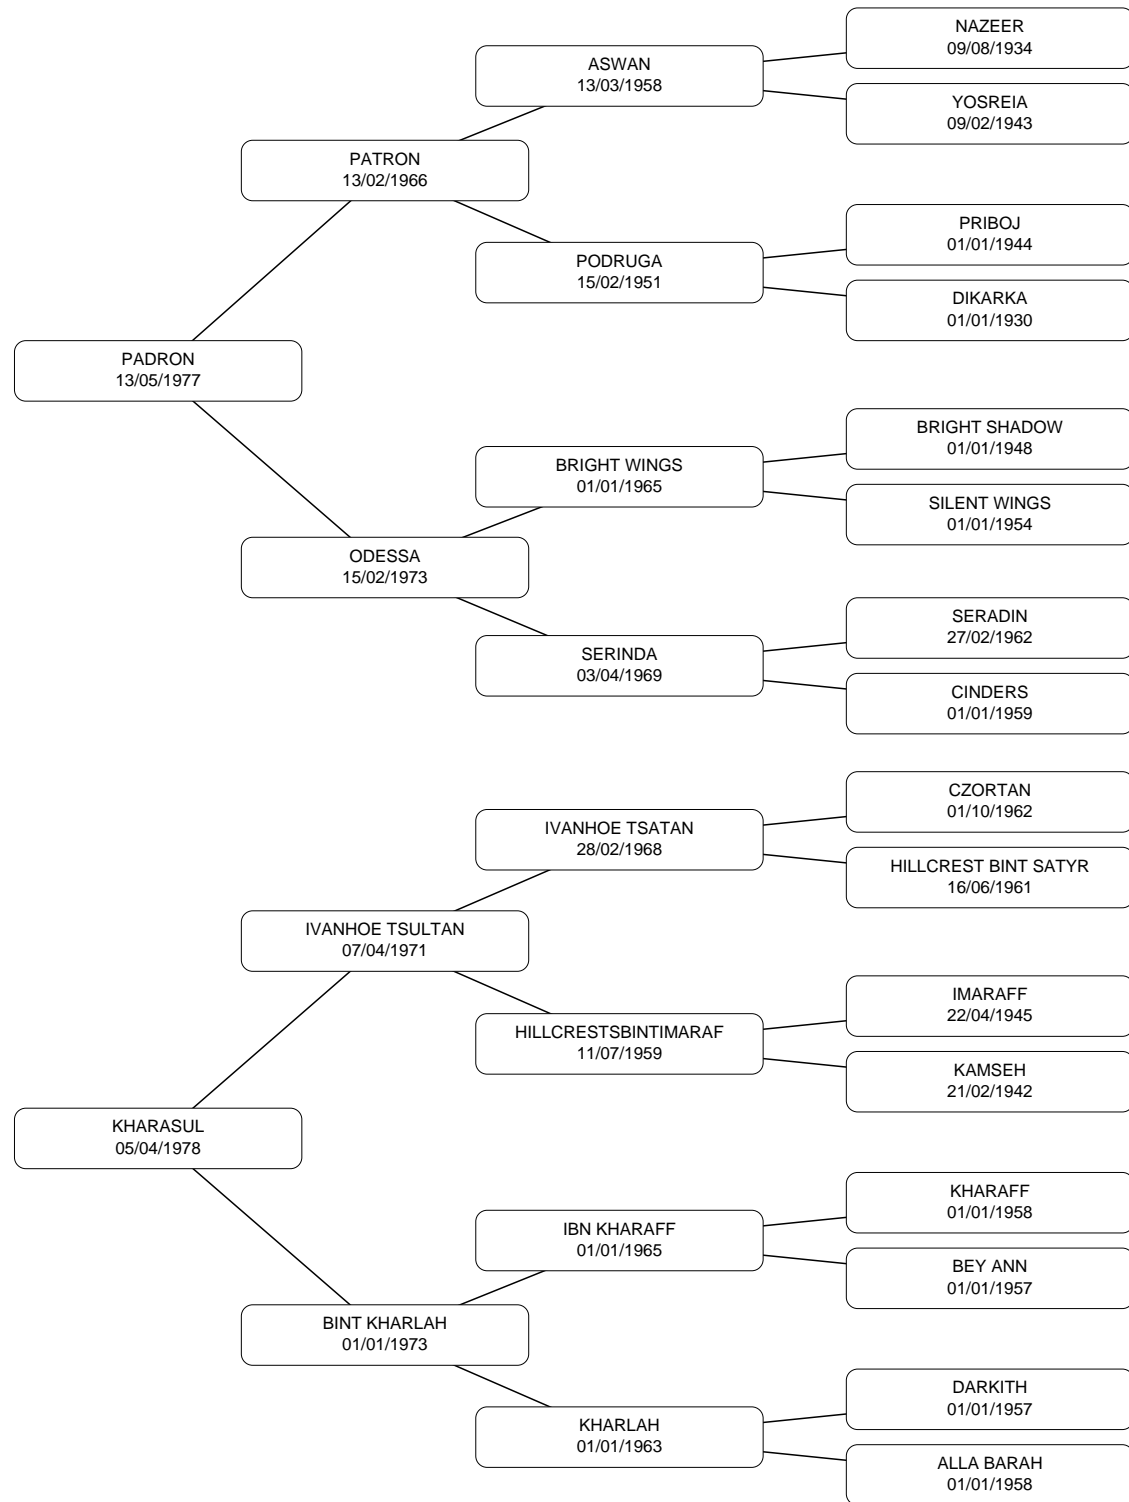 NAZEER
09/08/1934
ASWAN
13/03/1958
YOSREIA
09/02/1943
PATRON
13/02/1966
PRIBOJ
01/01/1944
PODRUGA
15/02/1951
DIKARKA
01/01/1930
PADRON
13/05/1977
BRIGHT SHADOW
01/01/1948
BRIGHT WINGS
01/01/1965
SILENT WINGS
01/01/1954
ODESSA
15/02/1973
SERADIN
27/02/1962
SERINDA
03/04/1969
CINDERS
01/01/1959
CZORTAN
01/10/1962
IVANHOE TSATAN
28/02/1968
HILLCREST BINT SATYR
16/06/1961
IVANHOE TSULTAN
07/04/1971
IMARAFF
22/04/1945
HILLCRESTSBINTIMARAF
11/07/1959
KAMSEH
21/02/1942
KHARASUL
05/04/1978
KHARAFF
01/01/1958
IBN KHARAFF
01/01/1965
BEY ANN
01/01/1957
BINT KHARLAH
01/01/1973
DARKITH
01/01/1957
KHARLAH
01/01/1963
ALLA BARAH
01/01/1958